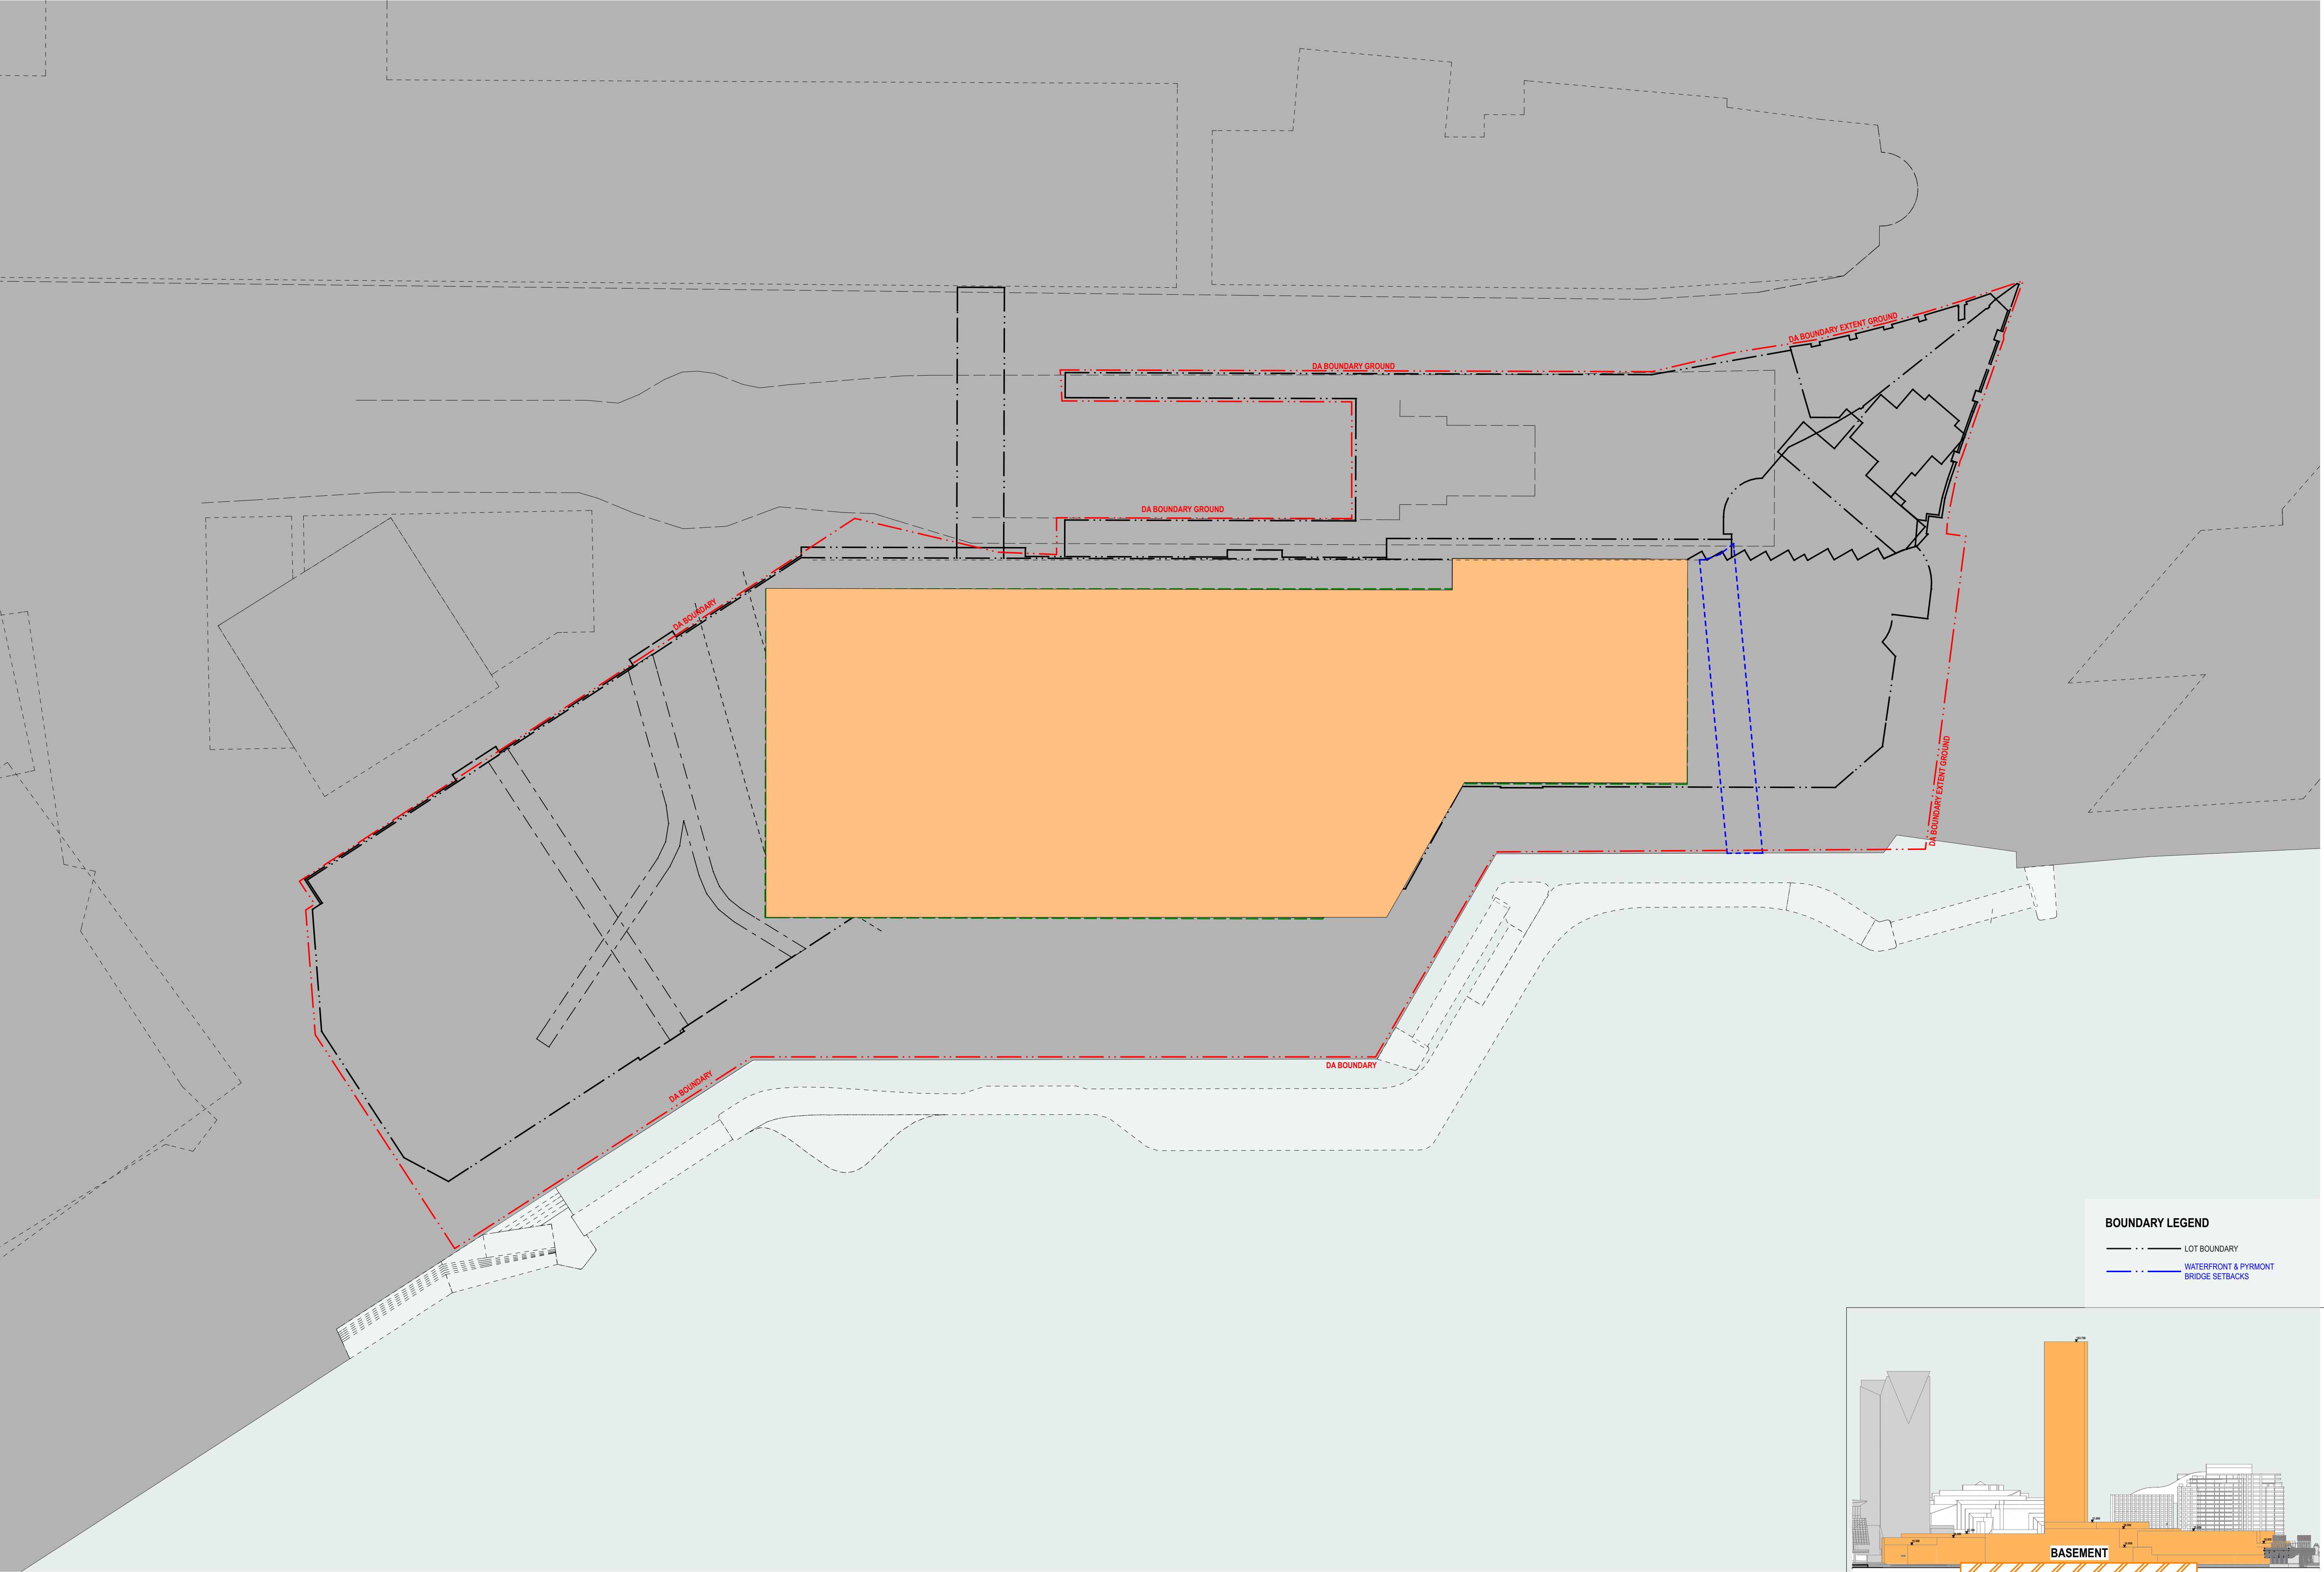 DA BOUNDARY EXTENT GROUND
DA BOUNDARY GROUND
DA BOUNDARY GROUND
DA BOUNDARY
DA BOUNDARY EXTENT GROUND
DA BOUNDARY
DA BOUNDARY
BOUNDARY LEGEND
LOT BOUNDARY
WATERFRONT & PYRMONT
BRIDGE SETBACKS
BASEMENT